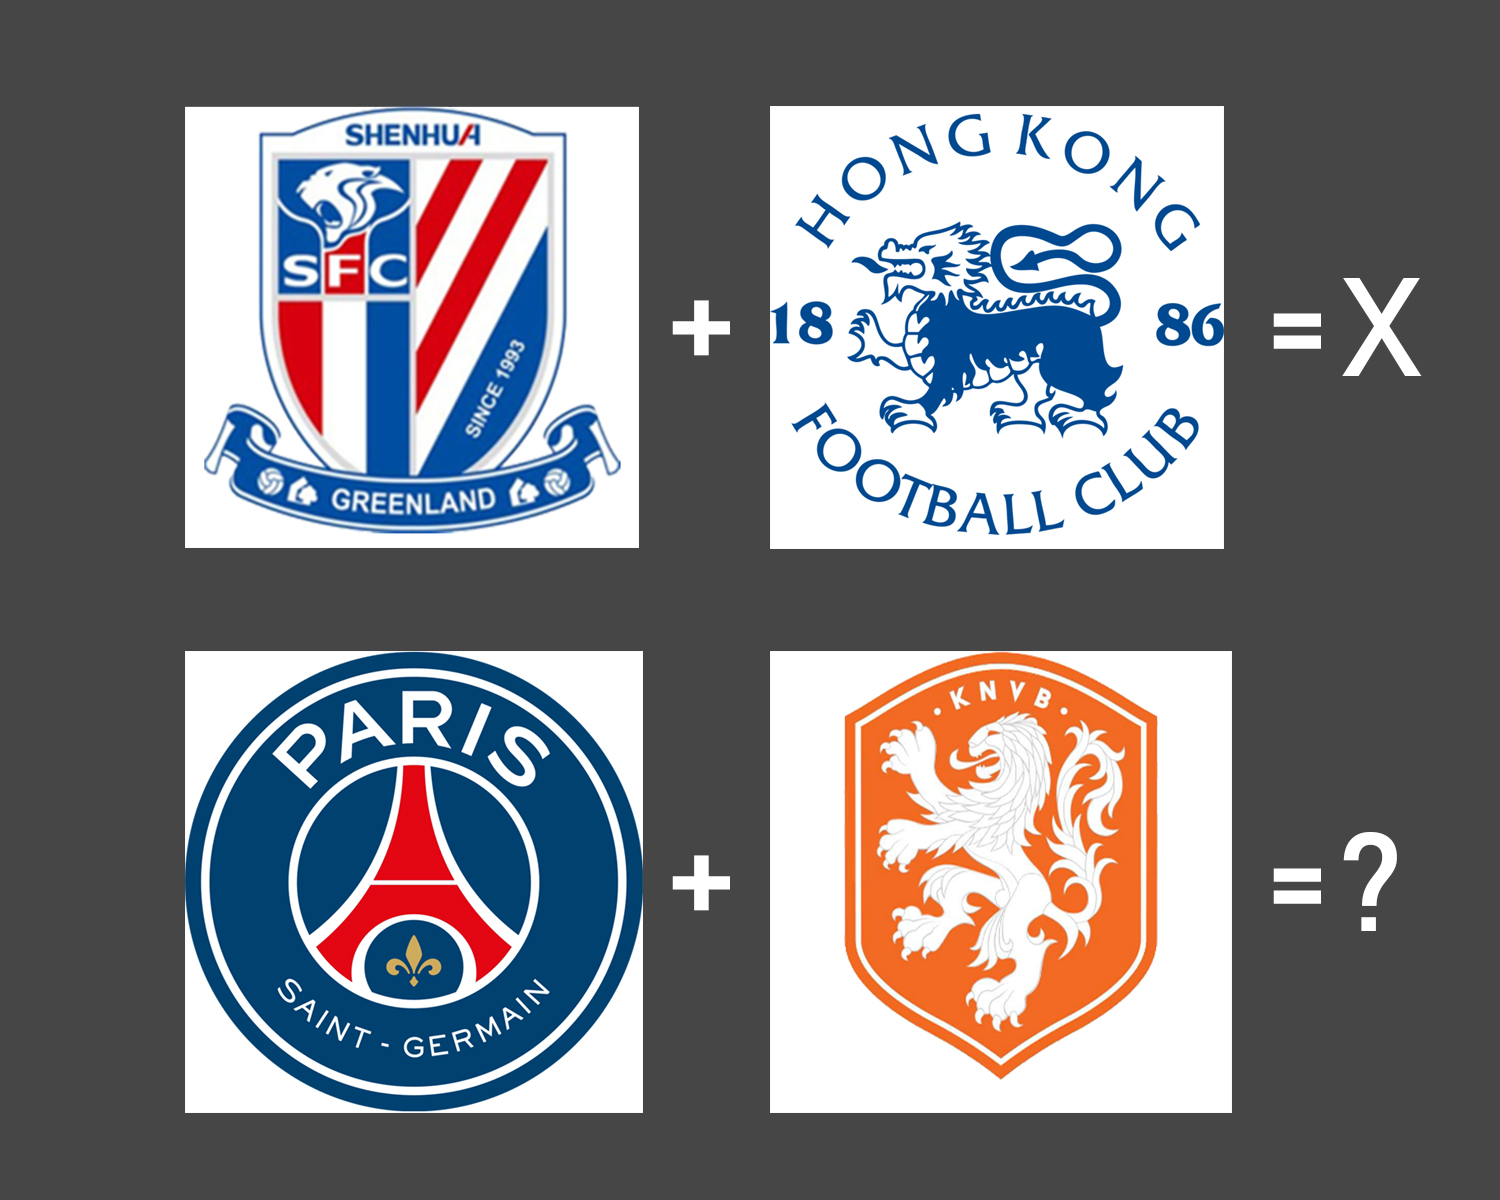 SHENHUA
SFC
SINCE 1993
GREENLAND
+
HONG KONG
18 86
FOOTBALL CLUB
= X
PARIS
SAINT - GERMAIN
+
· KNVB ·
= ?